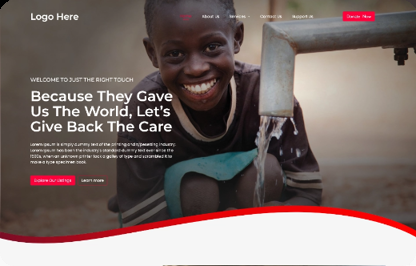 Logo Here
Home About us Services Contact us Support us Donate Now
WELCOME TO JUST THE RIGHT TOUCH
Because They Gave
Us The World, Let's
Give Back The Care
Lorem Ipsum is simply dummy text of the printing and typesetting industry.
Lorem Ipsum has been the industry's standard dummy text ever since the
1500s, when an unknown printer took a galley of type and scrambled it to
make a type specimen book.
Explore Our Listings Learn More